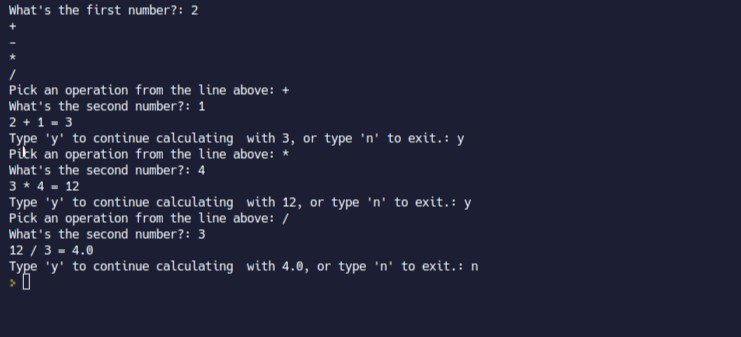 What's the first number?: 2
+
-
*
/
Pick an operation from the line above: +
What's the second number?: 1
2 + 1 = 3
Type 'y' to continue calculating  with 3, or type 'n' to exit.: y
Pick an operation from the line above: *
What's the second number?: 4
3 * 4 = 12
Type 'y' to continue calculating  with 12, or type 'n' to exit.: y
Pick an operation from the line above: /
What's the second number?: 3
12 / 3 = 4.0
Type 'y' to continue calculating  with 4.0, or type 'n' to exit.: n
>